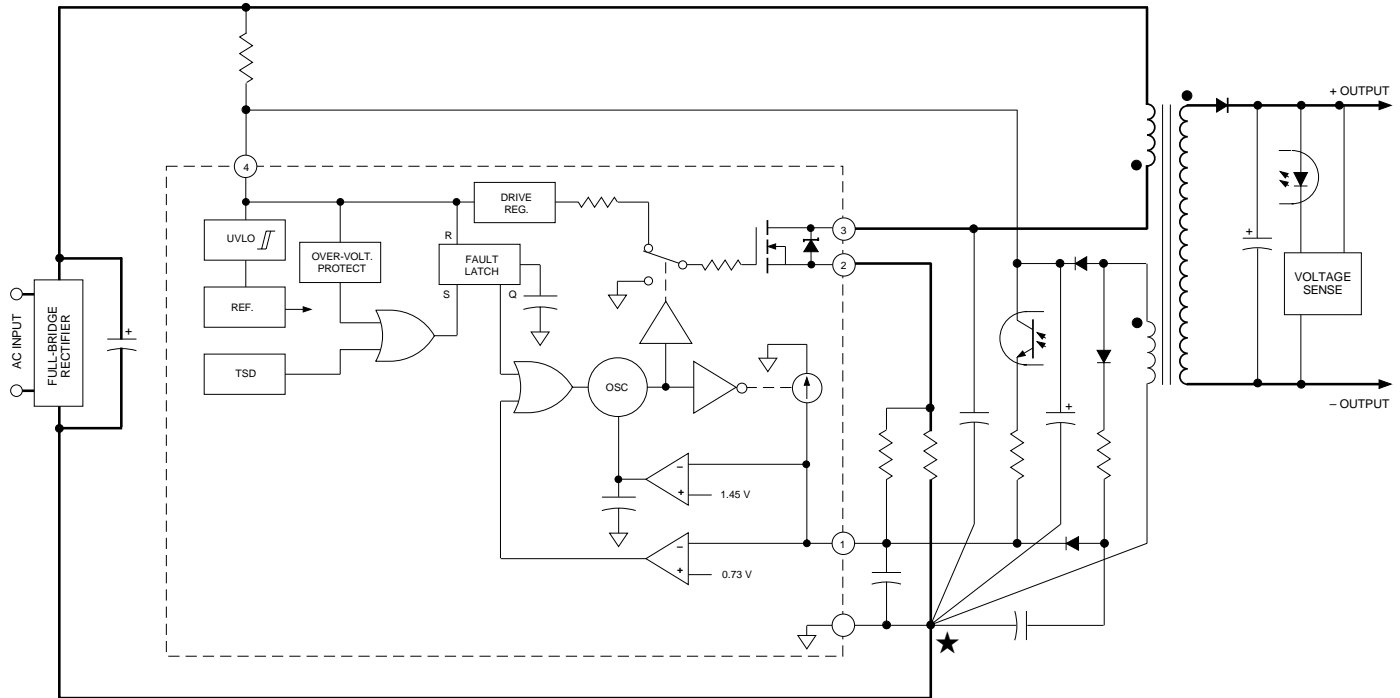 + OUTPUT
4
DRIVE
REG.
3
UVLO
R
OVER-VOLT.
PROTECT
FAULT
LATCH
2
VOLTAGE
SENSE
S
Q
+
+
+
AC INPUT
FULL-BRIDGE
RECTIFIER
REF.
TSD
OSC
– OUTPUT
–
+
1.45 V
1
–
+
0.73 V